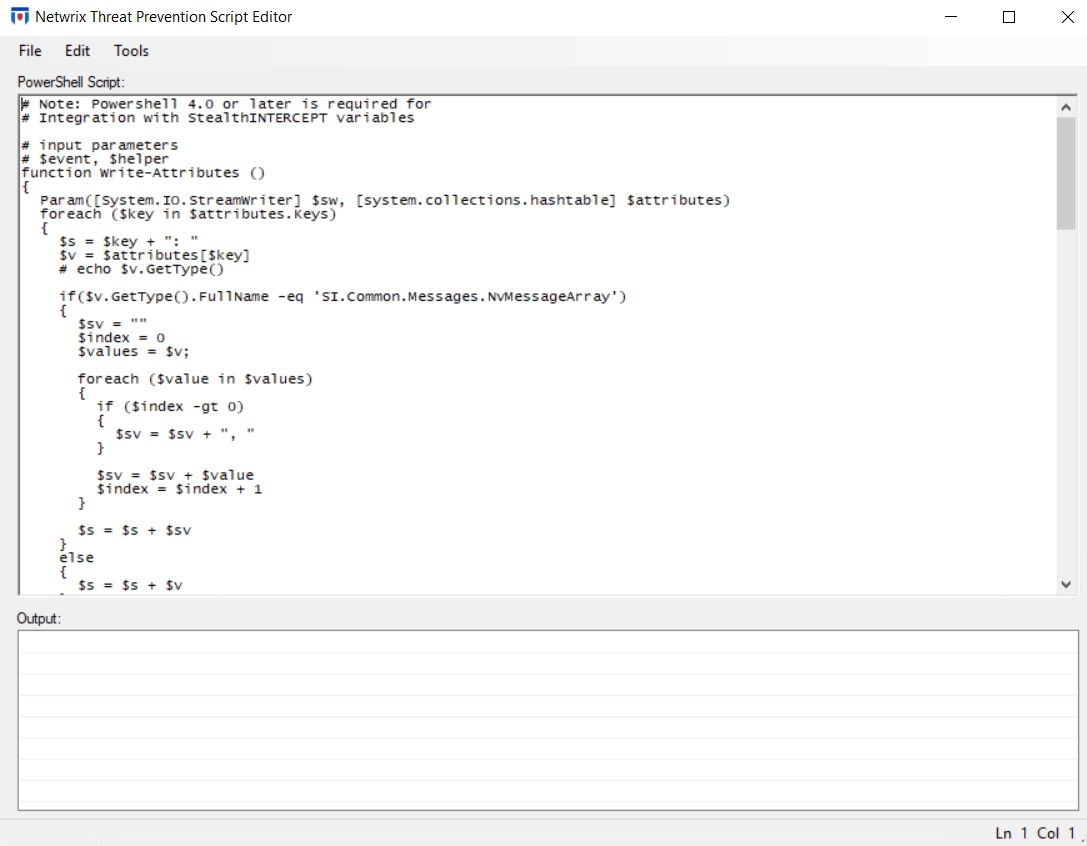 Netwrix Threat Prevention Script Editor
File Edit Tools
PowerShell Script:
# Note: Powershell 4.0 or later is required for
# Integration with StealthINTERCEPT variables
# input parameters
# $event, $helper
function Write-Attributes ()
{
Param([System.IO.StreamWriter] $sw, [system.collections.hashtable] $attributes)
foreach ($key in $attributes.Keys)
{
$s = $key + ": "
$v = $attributes[$key]
# echo $v.GetType()
if($v.GetType().FullName -eq 'SI.Common.Messages.NvMessageArray')
{
$sv = ""
$index = 0
$values = $v;
foreach ($value in $values)
{
if ($index -gt 0)
{
$sv = $sv + ", "
}
$sv = $sv + $value
$index = $index + 1
}
$s = $s + $sv
}
else
{
$s = $s + $v
Output:
Ln 1 Col 1